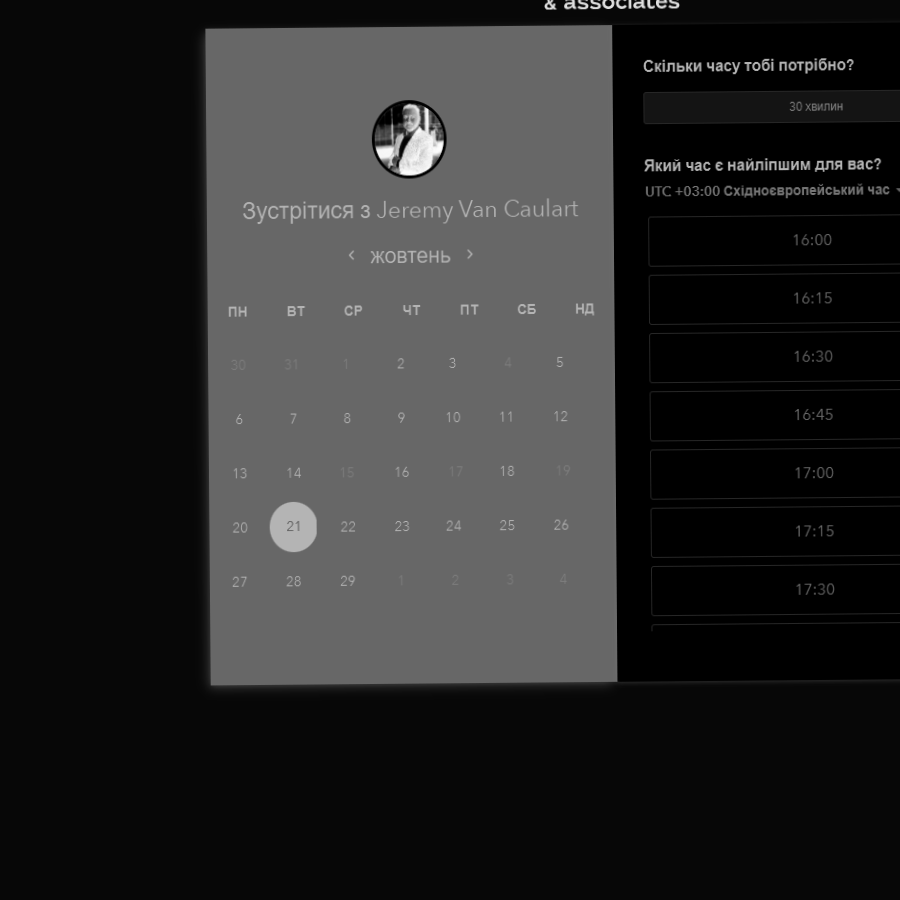 & associates
Зустрітися з Jeremy Van Caulart
‹ жовтень ›
ПН ВТ СР ЧТ ПТ СБ НД
30 31 1 2 3 4 5
6 7 8 9 10 11 12
13 14 15 16 17 18 19
20 21 22 23 24 25 26
27 28 29 1 2 3 4
Скільки часу тобі потрібно?
30 хвилин
Який час є найліпшим для вас?
UTC +03:00 Східноєвропейський час
16:00
16:15
16:30
16:45
17:00
17:15
17:30